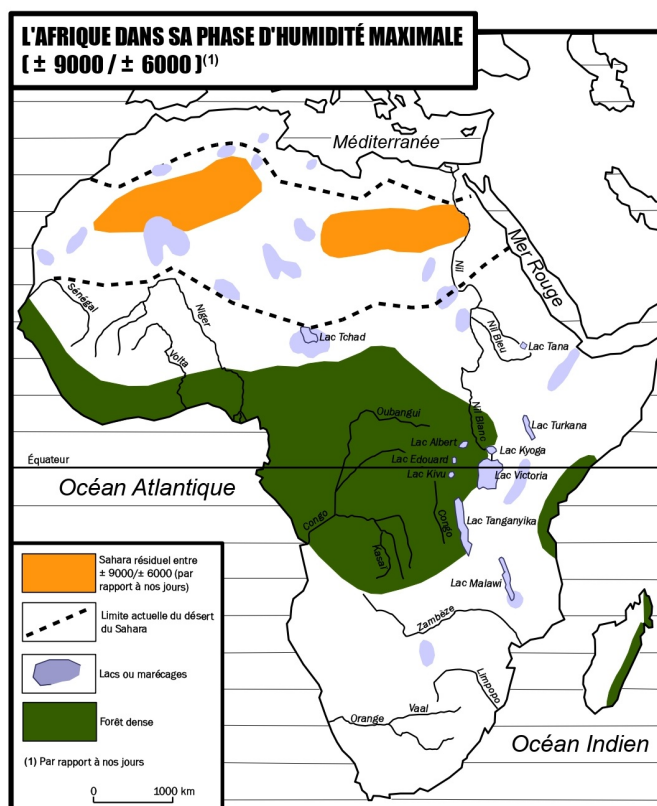 L'AFRIQUE DANS SA PHASE D'HUMIDITÉ MAXIMALE
( ± 9000 / ± 6000 )(1)
Méditerranée
Mer Rouge
Nil
Sénégal
Niger
Volta
Lac Tchad
Nil Bleu
Lac Tana
Nil Blanc
Oubangui
Lac Turkana
Lac Albert
Lac Kyoga
Équateur
Lac Edouard
Lac Kivu
Lac Victoria
Océan Atlantique
Congo
Congo
Kasaï
Lac Tanganyika
Lac Malawi
Zambèze
Limpopo
Vaal
Orange
Océan Indien
Sahara résiduel entre
± 9000/± 6000 (par
rapport à nos jours)
Limite actuelle du désert
du Sahara
Lacs ou marécages
Forêt dense
(1) Par rapport à nos jours
0 1000 km